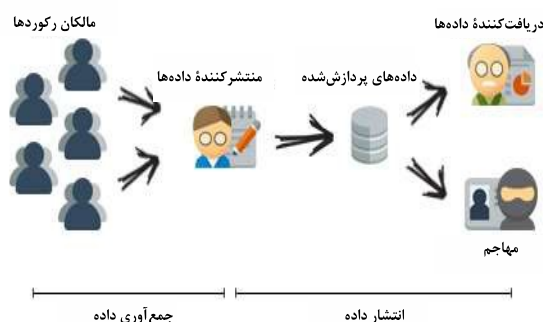 مالکان رکوردها
منتشرکنندهٔ داده‌ها
داده‌های پردازش‌شده
دریافت‌کنندهٔ داده‌ها
مهاجم
جمع‌آوری داده
انتشار داده